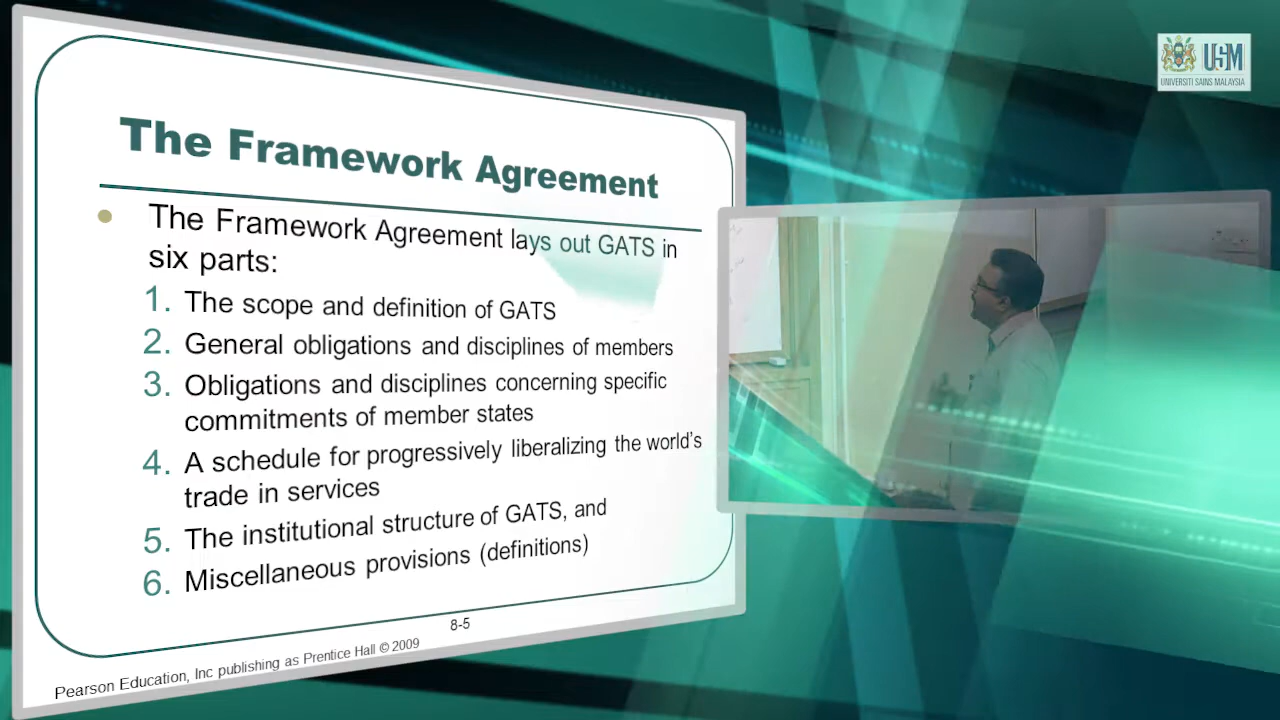 The Framework Agreement
The Framework Agreement lays out GATS in
six parts:
1. The scope and definition of GATS
2. General obligations and disciplines of members
3. Obligations and disciplines concerning specific
commitments of member states
4. A schedule for progressively liberalizing the world's
trade in services
5. The institutional structure of GATS, and
6. Miscellaneous provisions (definitions)
8-5
Pearson Education, Inc publishing as Prentice Hall © 2009
USM
UNIVERSITI SAINS MALAYSIA